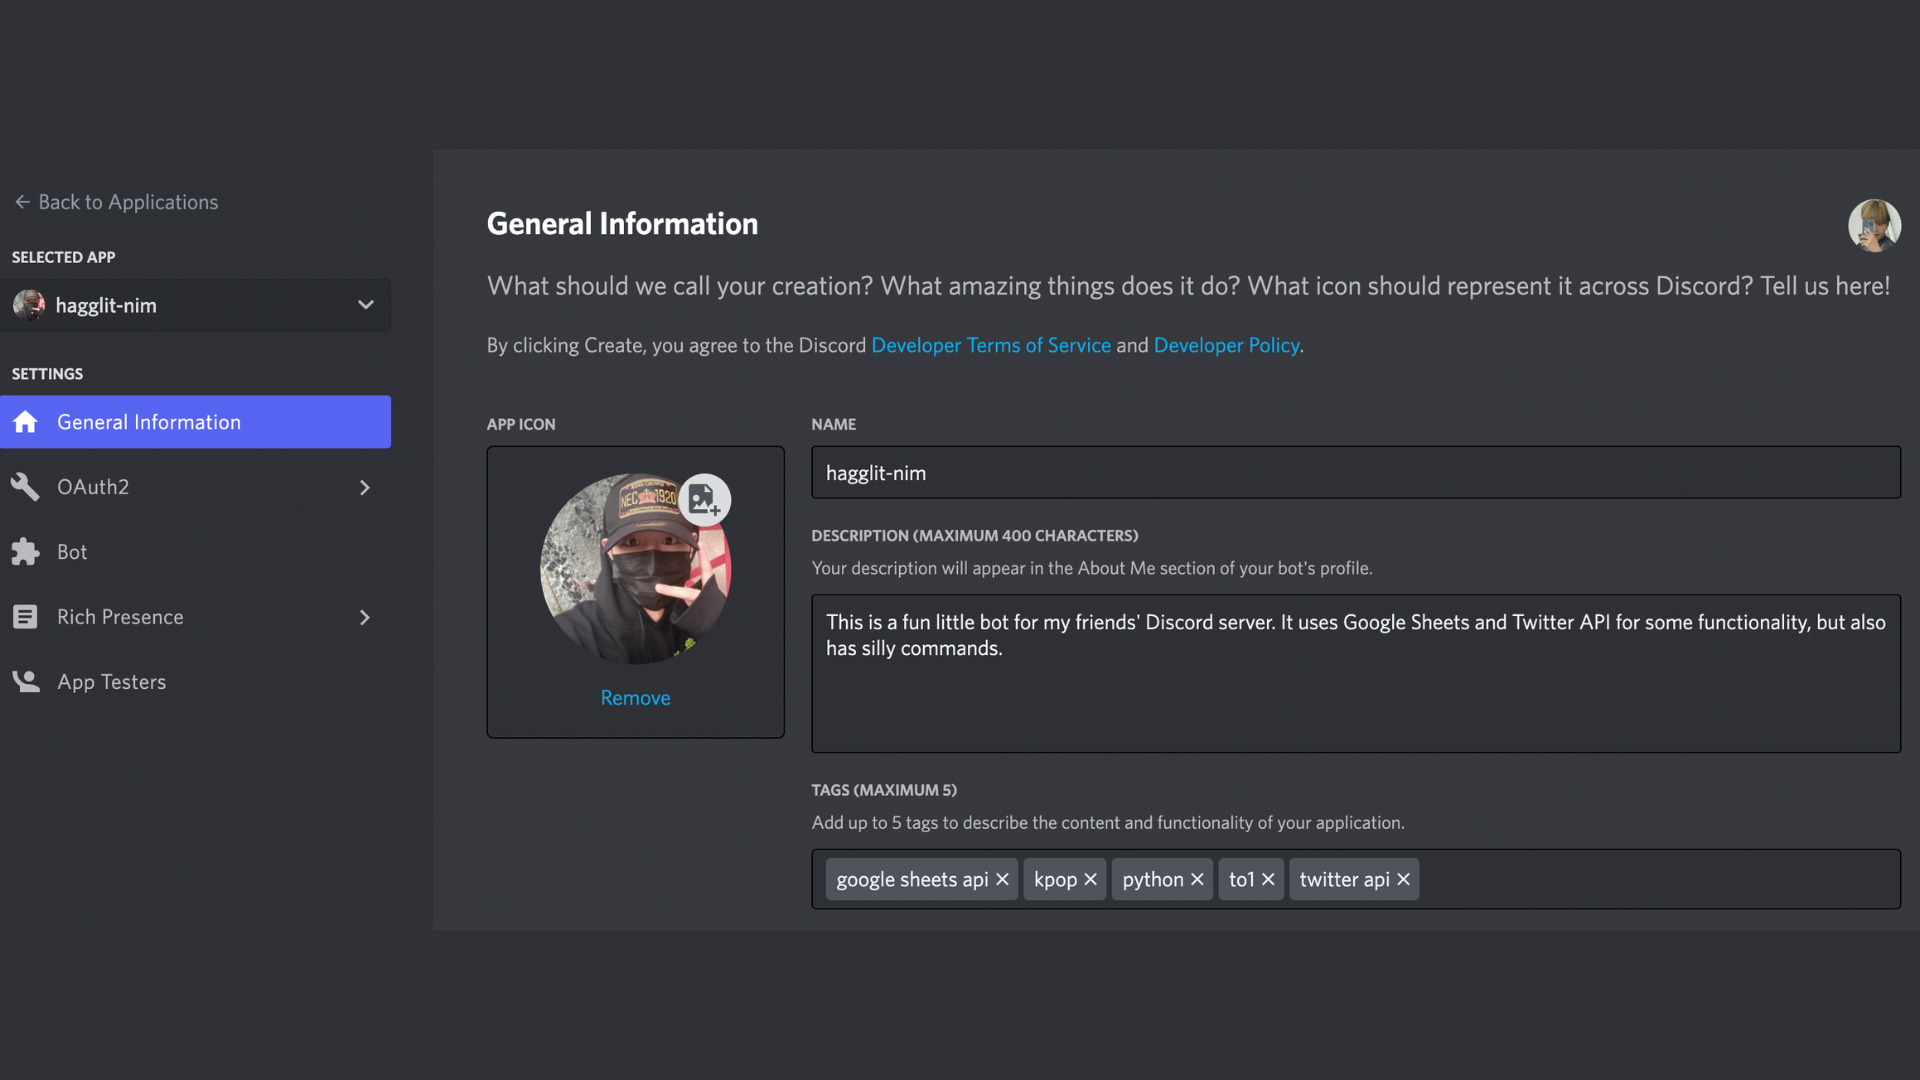 Back to Applications
SELECTED APP
hagglit-nim
SETTINGS
General Information
OAuth2
Bot
Rich Presence
App Testers
General Information
What should we call your creation? What amazing things does it do? What icon should represent it across Discord? Tell us here!
By clicking Create, you agree to the Discord Developer Terms of Service and Developer Policy.
APP ICON
NEC 1920
Remove
NAME
hagglit-nim
DESCRIPTION (MAXIMUM 400 CHARACTERS)
Your description will appear in the About Me section of your bot's profile.
This is a fun little bot for my friends' Discord server. It uses Google Sheets and Twitter API for some functionality, but also
has silly commands.
TAGS (MAXIMUM 5)
Add up to 5 tags to describe the content and functionality of your application.
google sheets api kpop python to1 twitter api